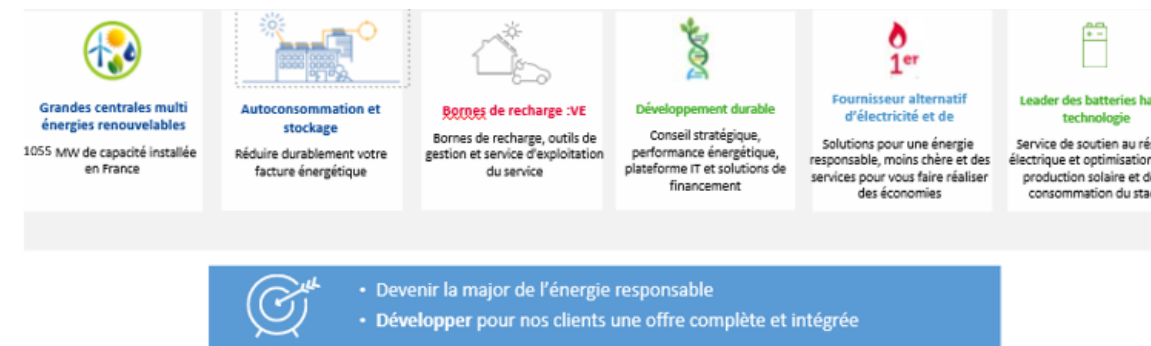 Grandes centrales multi
énergies renouvelables
1055 MW de capacité installée
en France
Autoconsommation et
stockage
Réduire durablement votre
facture énergétique
Bornes de recharge :VE
Bornes de recharge, outils de
gestion et service d'exploitation
du service
Développement durable
Conseil stratégique,
performance énergétique,
plateforme IT et solutions de
financement
1er
Fournisseur alternatif
d'électricité et de
Solutions pour une énergie
responsable, moins chère et des
services pour vous faire réaliser
des économies
Leader des batteries
technologie
Service de soutien au
électrique et optimisation
production solaire et
consommation du
• Devenir la major de l'énergie responsable
• Développer pour nos clients une offre complète et intégrée